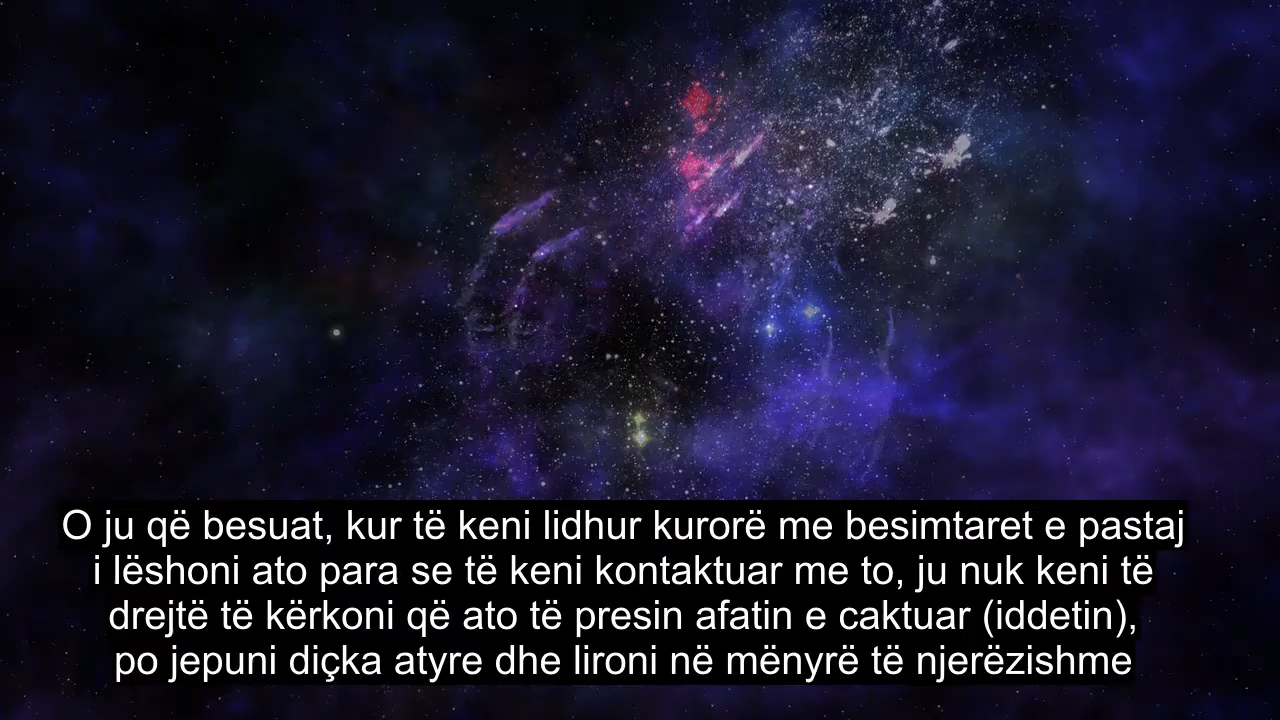 O ju që besuat, kur të keni lidhur kurorë me besimtaret e pastaj
i lëshoni ato para se të keni kontaktuar me to, ju nuk keni të
drejtë të kërkoni që ato të presin afatin e caktuar (iddetin),
po jepuni diçka atyre dhe lironi në mënyrë të njerëzishme